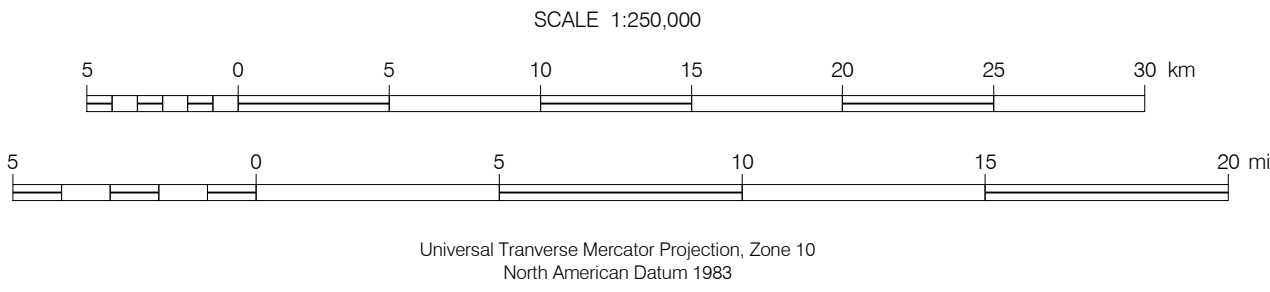 SCALE 1:250,000
5 0 5 10 15 20 25 30 km
5 0 5 10 15 20 mi
Universal Tranverse Mercator Projection, Zone 10
North American Datum 1983